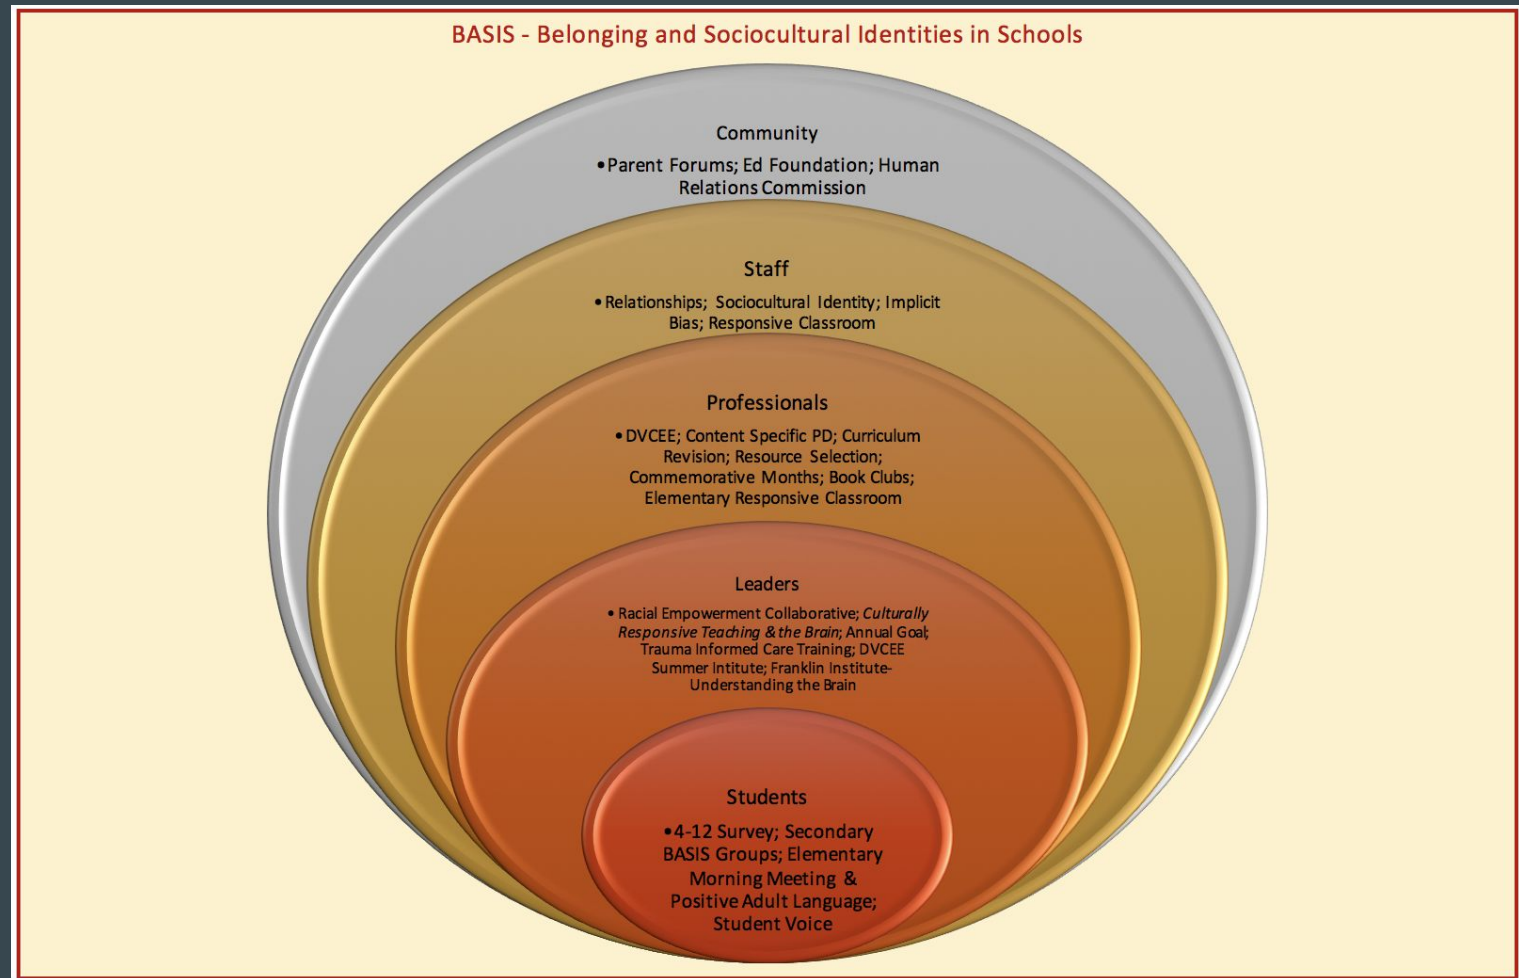 BASIS - Belonging and Sociocultural Identities in Schools
Community
•Parent Forums; Ed Foundation; Human
Relations Commission
Staff
• Relationships; Sociocultural Identity; Implicit
Bias; Responsive Classroom
Professionals
• DVCEE; Content Specific PD; Curriculum
Revision; Resource Selection;
Commemorative Months; Book Clubs;
Elementary Responsive Classroom
Leaders
• Racial Empowerment Collaborative; Culturally
Responsive Teaching & the Brain; Annual Goal;
Trauma Informed Care Training; DVCEE
Summer Intitute; Franklin Institute-
Understanding the Brain
Students
•4-12 Survey; Secondary
BASIS Groups; Elementary
Morning Meeting &
Positive Adult Language;
Student Voice